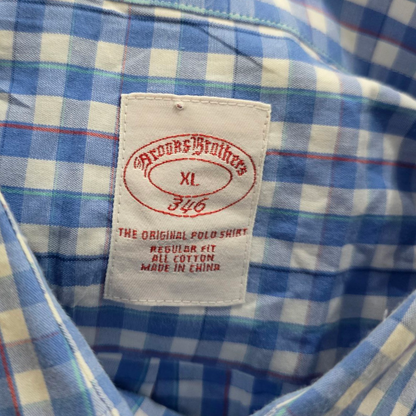 Brooks Brothers
XL
346
THE ORIGINAL POLO SHIRT
REGULAR FIT
ALL COTTON
MADE IN CHINA